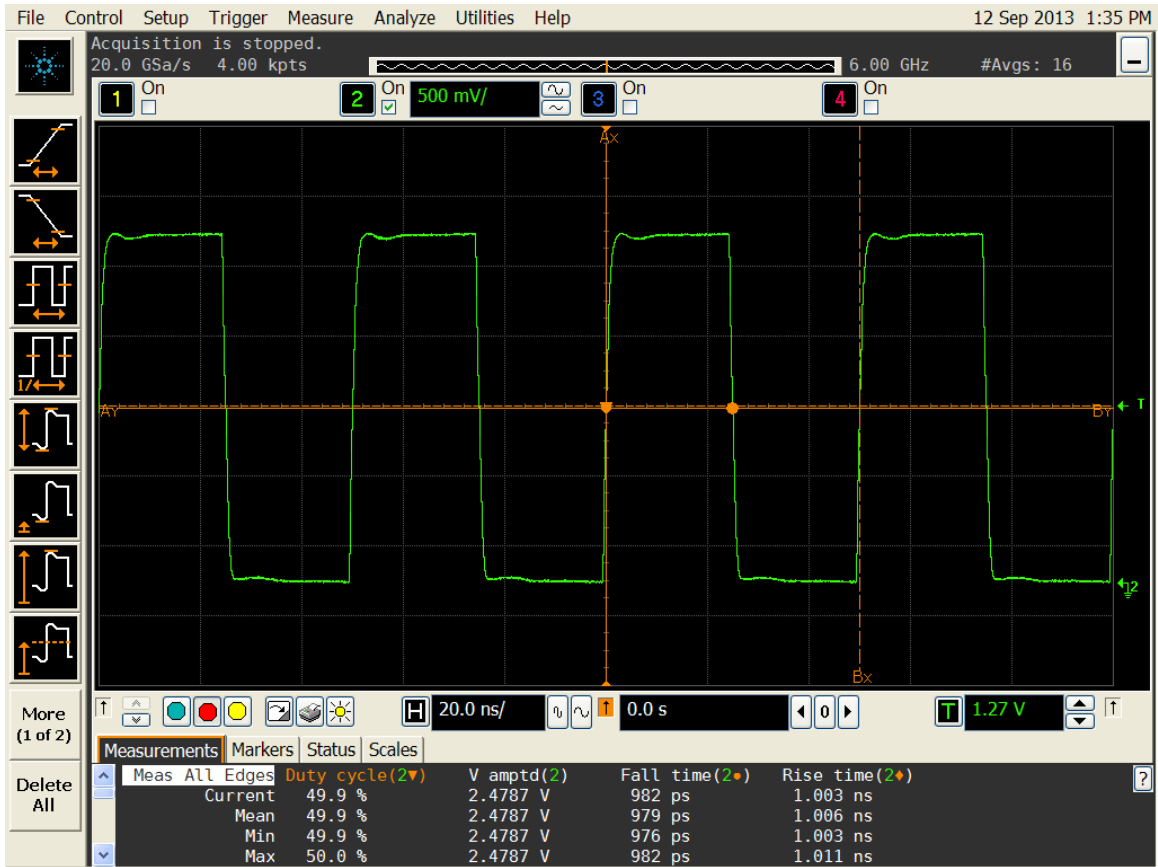 File Control Setup Trigger Measure Analyze Utilities Help 12 Sep 2013 1:35 PM
Acquisition is stopped.
20.0 GSa/s 4.00 kpts 6.00 GHz #Avgs: 16
1 On 2 On 500 mV/ 3 On 4 On
Ax
1/
AY BY T
2
Bx
More
(1 of 2)
Delete
All
H 20.0 ns/ 0.0 s 0 T 1.27 V
Measurements Markers Status Scales
Meas All Edges Duty cycle(2▼) V amptd(2) Fall time(2●) Rise time(2♦) ?
Current 49.9 % 2.4787 V 982 ps 1.003 ns
Mean 49.9 % 2.4787 V 979 ps 1.006 ns
Min 49.9 % 2.4787 V 976 ps 1.003 ns
Max 50.0 % 2.4787 V 982 ps 1.011 ns